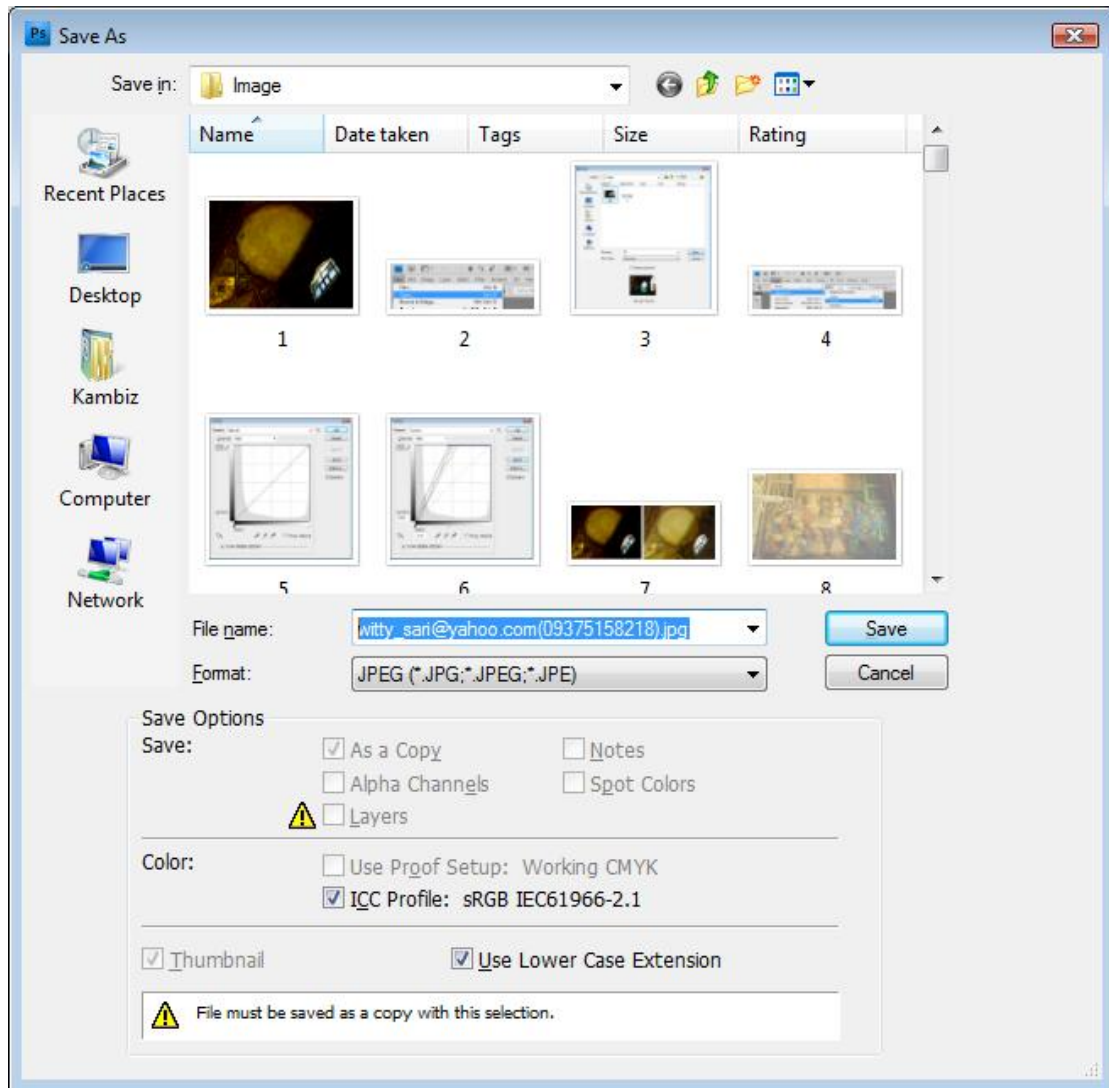 Ps Save As
Save in: Image
Name Date taken Tags Size Rating
Recent Places
Desktop
Kambiz
Computer
Network
1 2 3 4
5 6 7 8
File name: witty_sari@yahoo.com(09375158218).jpg Save
Format: JPEG (*.JPG;*.JPEG;*.JPE) Cancel
Save Options
Save: As a Copy Notes
Alpha Channels Spot Colors
Layers
Color: Use Proof Setup: Working CMYK
ICC Profile: sRGB IEC61966-2.1
Thumbnail Use Lower Case Extension
File must be saved as a copy with this selection.